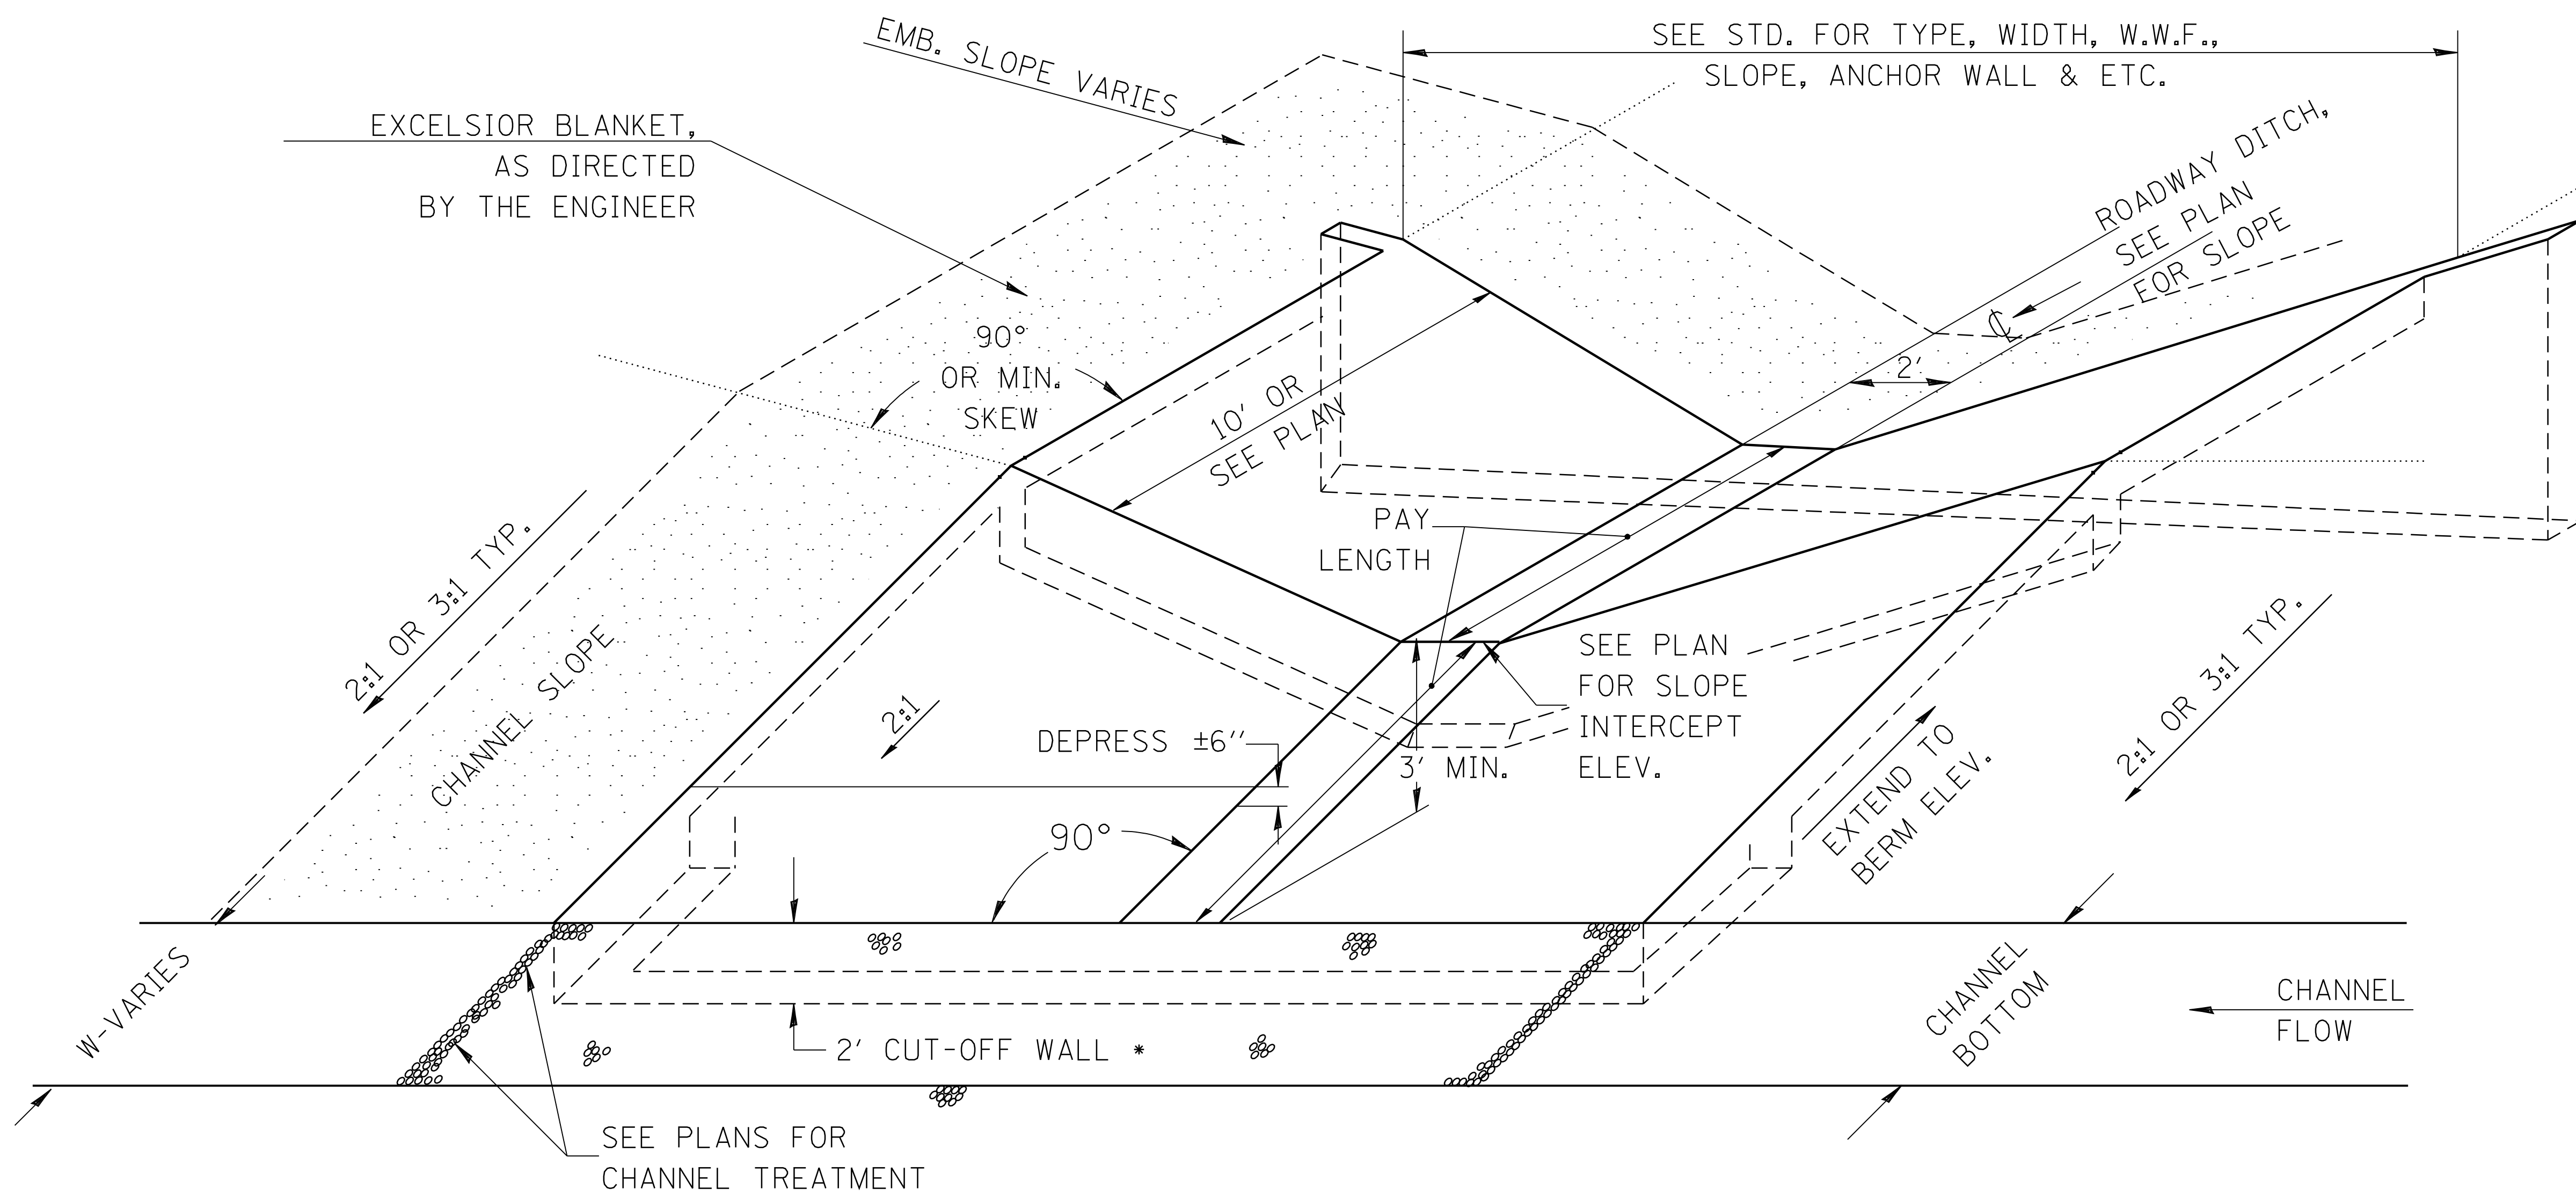 EMB. SLOPE VARIES
SEE STD. FOR TYPE, WIDTH, W.W.F.,
SLOPE, ANCHOR WALL & ETC.
EXCELSIOR BLANKET,
AS DIRECTED
BY THE ENGINEER
ROADWAY DITCH,
SEE PLAN
FOR SLOPE
℄
2'
90°
OR MIN.
SKEW
10' OR
SEE PLAN
PAY
LENGTH
2:1 OR 3:1 TYP.
CHANNEL SLOPE
2:1
DEPRESS ±6''
3' MIN.
SEE PLAN
FOR SLOPE
INTERCEPT
ELEV.
90°
EXTEND TO
BERM ELEV.
2:1 OR 3:1 TYP.
W-VARIES
2' CUT-OFF WALL *
CHANNEL
BOTTOM
CHANNEL
FLOW
SEE PLANS FOR
CHANNEL TREATMENT